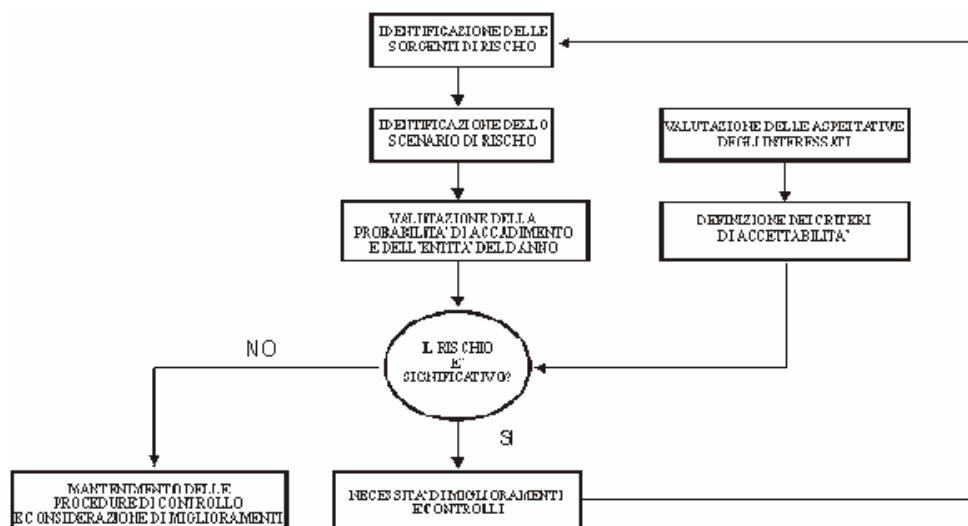 IDENTIFICAZIONE DELLE
SORGENTI DI RISCHIO
IDENTIFICAZIONE DELLO
SCENARIO DI RISCHIO
VALUTAZIONE DELLE ASPETTATIVE
DEGLI INTERESSATI
VALUTAZIONE DELLA
PROBABILITA' DI ACCADIMENTO
E DELL'ENTITA' DEL DANNO
DEFINIZIONE DEI CRITERI
DI ACCETTABILITA'
IL RISCHIO
E'
SIGNIFICATIVO?
NO
SI
MANTENIMENTO DELLE
PROCEDURE DI CONTROLLO
E CONSIDERAZIONE DI MIGLIORAMENTI
NECESSITA' DI MIGLIORAMENTI
E CONTROLLI